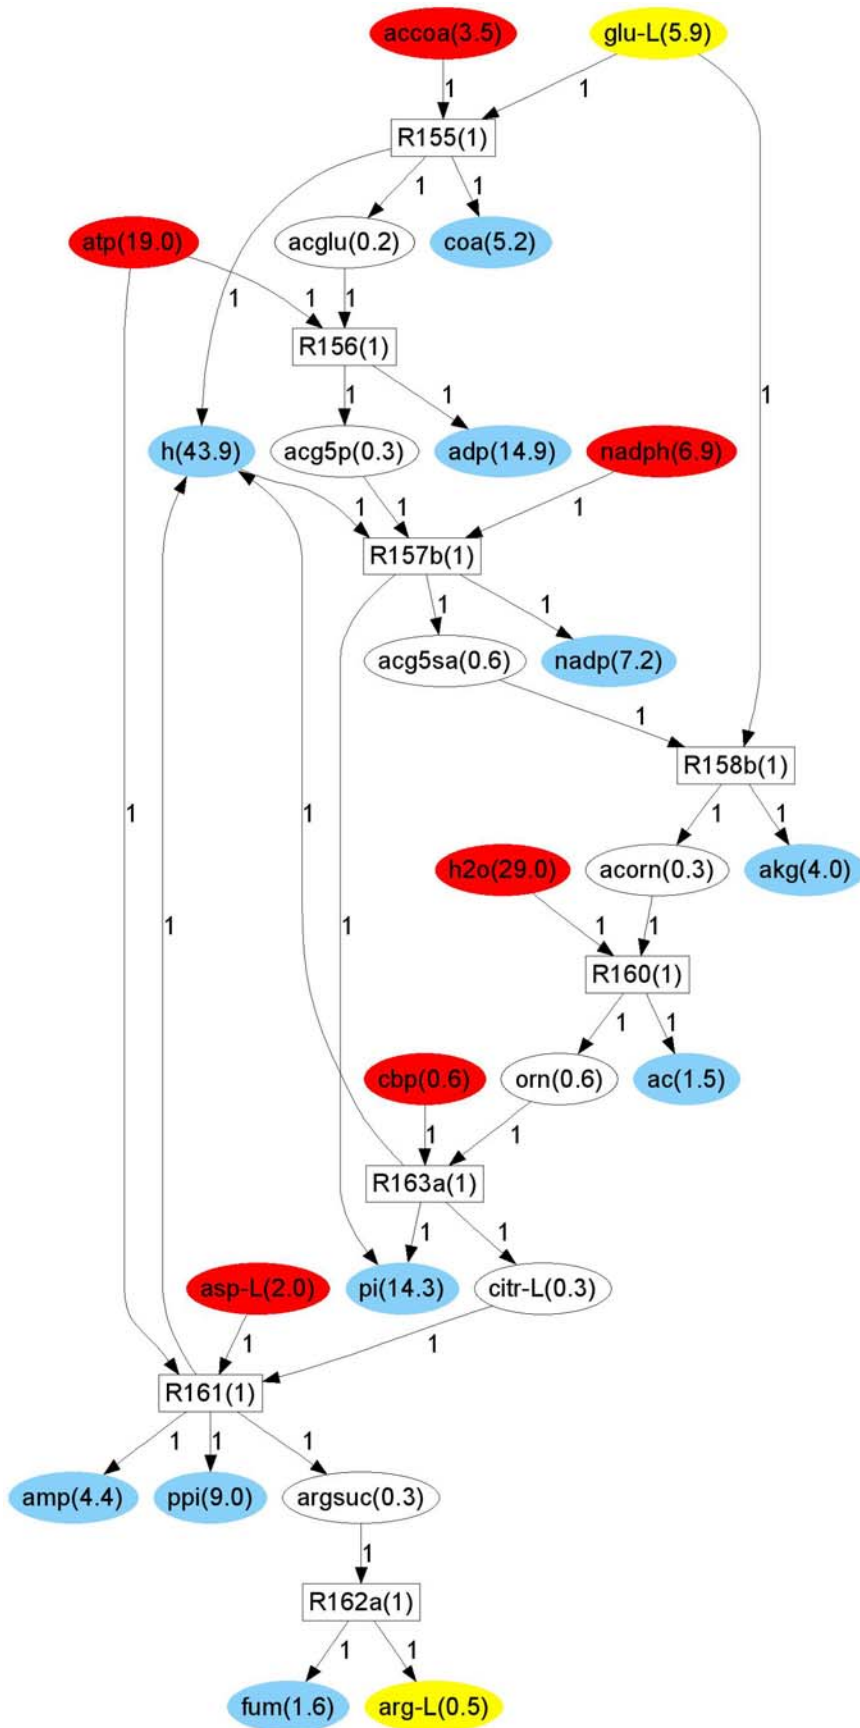 accoa(3.5) glu-L(5.9)
1 1
R155(1)
1 1
atp(19.0) acglu(0.2) coa(5.2)
1 1 1
R156(1)
1 1 1
h(43.9) acg5p(0.3) adp(14.9) nadph(6.9)
1 1 1
R157b(1)
1 1
acg5sa(0.6) nadp(7.2)
1
R158b(1)
1 1 1 1
h2o(29.0) acorn(0.3) akg(4.0)
1 1 1 1
R160(1)
1 1
cbp(0.6) orn(0.6) ac(1.5)
1 1
R163a(1)
1 1
asp-L(2.0) pi(14.3) citr-L(0.3)
1 1
R161(1)
1 1 1
amp(4.4) ppi(9.0) argsuc(0.3)
1
R162a(1)
1 1
fum(1.6) arg-L(0.5)